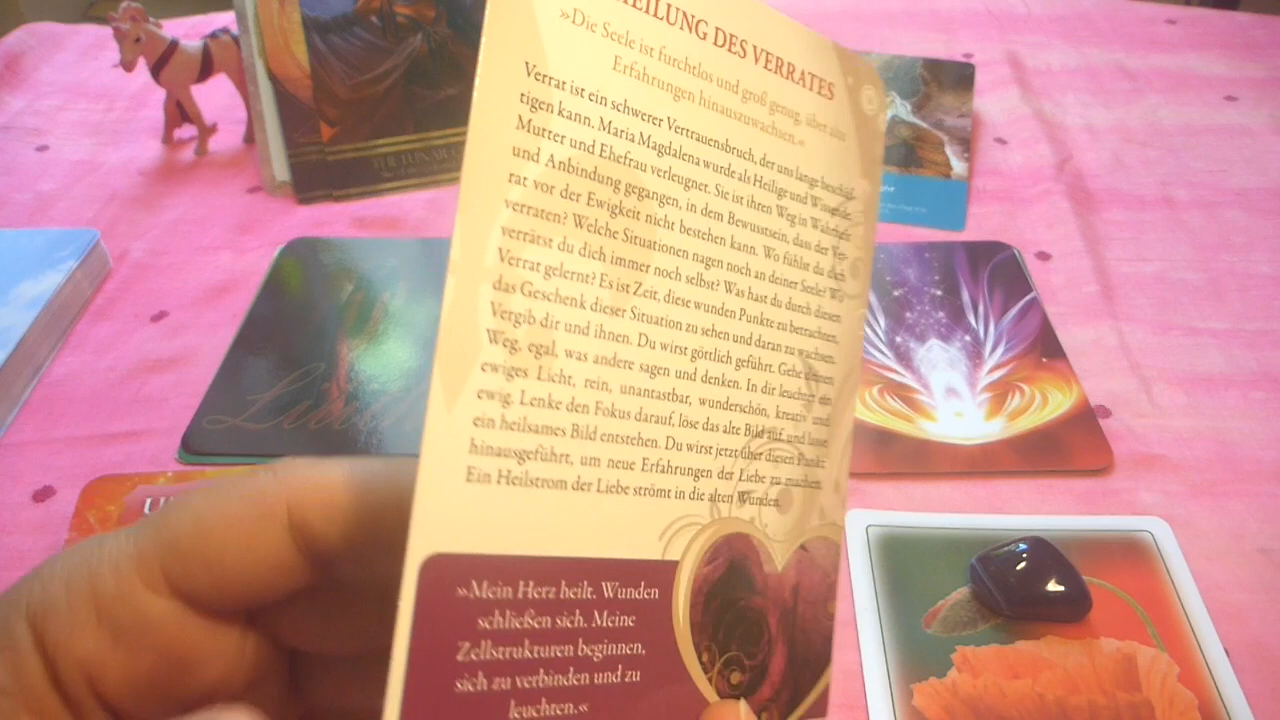 HEILUNG DES VERRATES
»Die Seele ist furchtlos und groß genug, über alte
Erfahrungen hinauszuwachsen.«
Verrat ist ein schwerer Vertrauensbruch, der uns lange beschäf-
tigen kann. Maria Magdalena wurde als Heilige und Wissende,
Mutter und Ehefrau verleugnet. Sie ist ihren Weg in Wahrheit
und Anbindung gegangen, in dem Bewusstsein, dass der Ver-
rat vor der Ewigkeit nicht bestehen kann. Wo fühlst du dich
verraten? Welche Situationen nagen noch an deiner Seele? Wo
verrätst du dich immer noch selbst? Was hast du durch diesen
Verrat gelernt? Es ist Zeit, diese wunden Punkte zu betrachten,
das Geschenk dieser Situation zu sehen und daran zu wachsen.
Vergib dir und ihnen. Du wirst göttlich geführt. Gehe deinen
Weg, egal, was andere sagen und denken. In dir leuchtet ein
ewiges Licht, rein, unantastbar, wunderschön, kreativ und
ewig. Lenke den Fokus darauf, löse das alte Bild auf und lasse
ein heilsames Bild entstehen. Du wirst jetzt über diesen Punkt
hinausgeführt, um neue Erfahrungen der Liebe zu machen.
Ein Heilstrom der Liebe strömt in die alten Wunden.
»Mein Herz heilt. Wunden
schließen sich. Meine
Zellstrukturen beginnen,
sich zu verbinden und zu
leuchten.«